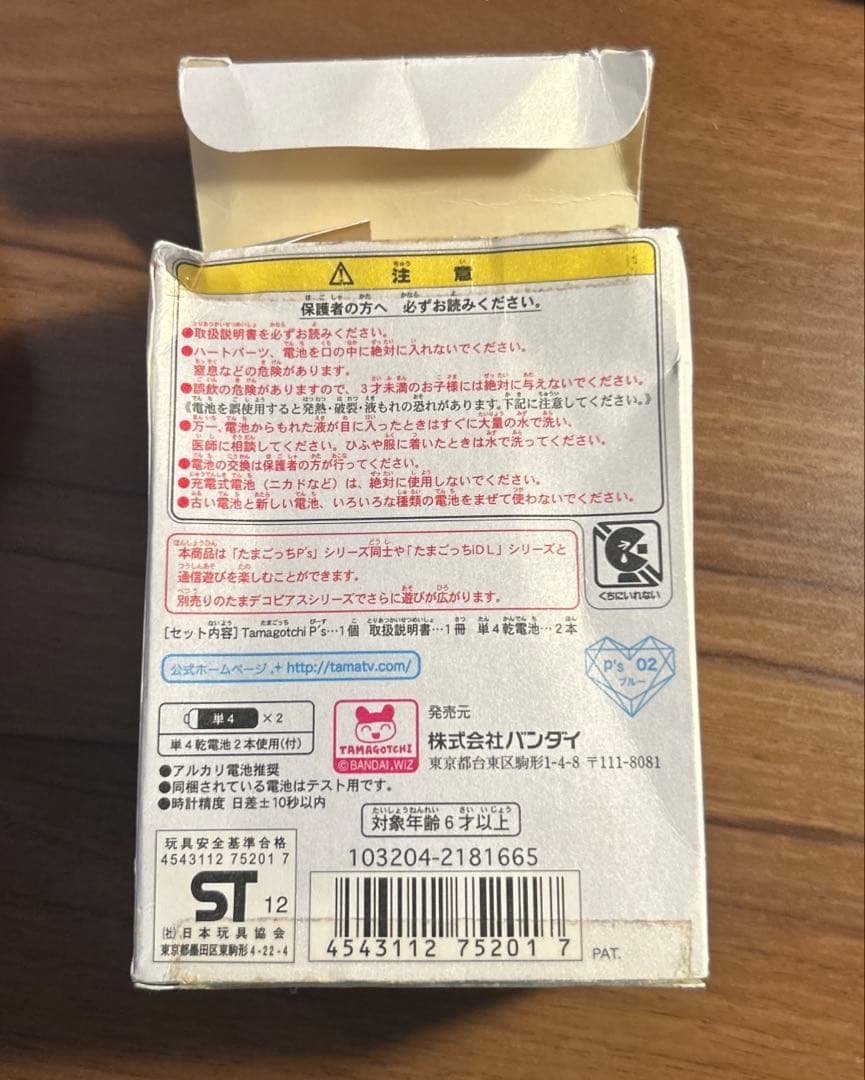 注意
保護者の方へ 必ずお読みください。
●取扱説明書を必ずお読みください。
●ハートパーツ、電池を口の中に絶対に入れないでください。
窒息などの危険があります。
●誤飲の危険がありますので、3才未満のお子様には絶対に与えないでください。
《電池を誤使用すると発熱・破裂・液もれの恐れがあります。下記に注意してください。》
●万一、電池からもれた液が目に入ったときはすぐに大量の水で洗い、
医師に相談してください。ひふや服に着いたときは水で洗ってください。
●電池の交換は保護者の方が行ってください。
●充電式電池(ニカドなど)は、絶対に使用しないでください。
●古い電池と新しい電池、いろいろな種類の電池をまぜて使わないでください。
本商品は「たまごっちP's」シリーズ同士や「たまごっちiDL」シリーズと
通信遊びを楽しむことができます。
別売りのたまデコピアスシリーズでさらに遊びが広がります。
くちにいれない
[セット内容] Tamagotchi P's…1個 取扱説明書…1冊 単4乾電池…2本
公式ホームページ http://tamatv.com/
P's 02
ブルー
単4 ×2
単4乾電池2本使用(付)
TAMAGOTCHI
©BANDAI,WIZ
発売元
株式会社バンダイ
東京都台東区駒形1-4-8 〒111-8081
●アルカリ電池推奨
●同梱されている電池はテスト用です。
●時計精度 日差±10秒以内
対象年齢6才以上
玩具安全基準合格
4543112 75201 7
ST 12
(社)日本玩具協会
東京都墨田区東駒形4-22-4
103204-2181665
4543112 75201 7
PAT.